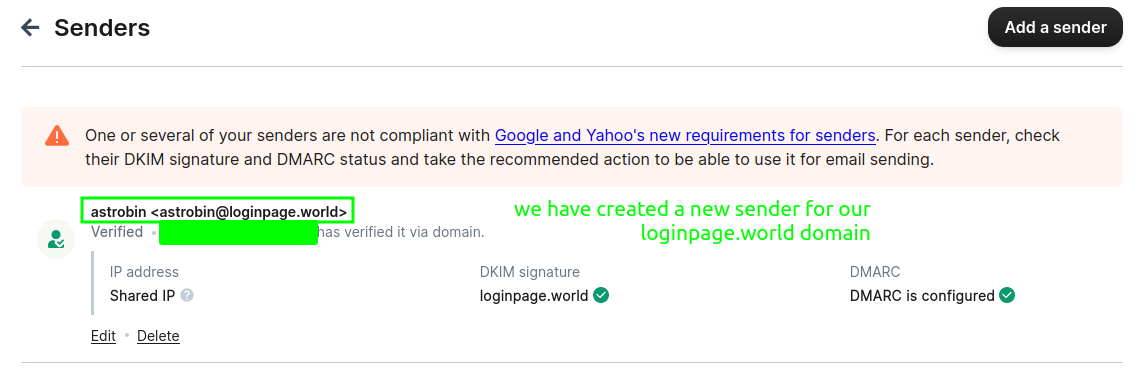 Senders
Add a sender
One or several of your senders are not compliant with Google and Yahoo's new requirements for senders. For each sender, check
their DKIM signature and DMARC status and take the recommended action to be able to use it for email sending.
astrobin <astrobin@loginpage.world>
we have created a new sender for our
loginpage.world domain
Verified • has verified it via domain.
IP address
DKIM signature
DMARC
Shared IP ?
loginpage.world
DMARC is configured
Edit • Delete